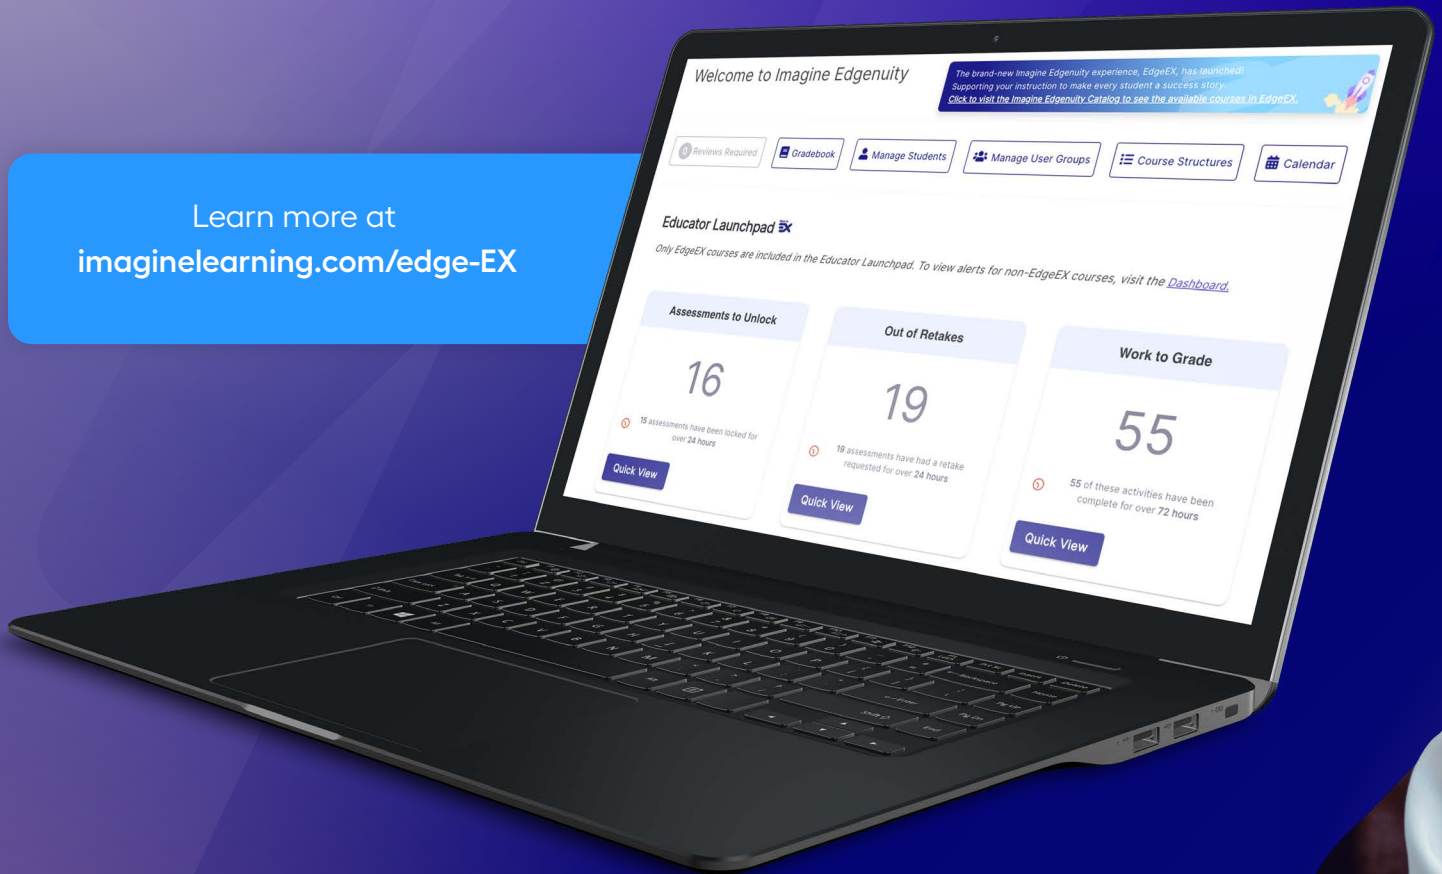 Learn more at
imaginelearning.com/edge-EX
Welcome to Imagine Edgenuity
The brand-new Imagine Edgenuity experience, EdgeEX, has launched!
Supporting your instruction to make every student a success story.
Click to visit the Imagine Edgenuity Catalog to see the available courses in EdgeEX.
0 Reviews Required
Gradebook
Manage Students
Manage User Groups
Course Structures
Calendar
Educator Launchpad EX
Only EdgeEX courses are included in the Educator Launchpad. To view alerts for non-EdgeEX courses, visit the Dashboard.
Assessments to Unlock
16
15 assessments have been locked for
over 24 hours
Quick View
Out of Retakes
19
19 assessments have had a retake
requested for over 24 hours
Quick View
Work to Grade
55
55 of these activities have been
complete for over 72 hours
Quick View